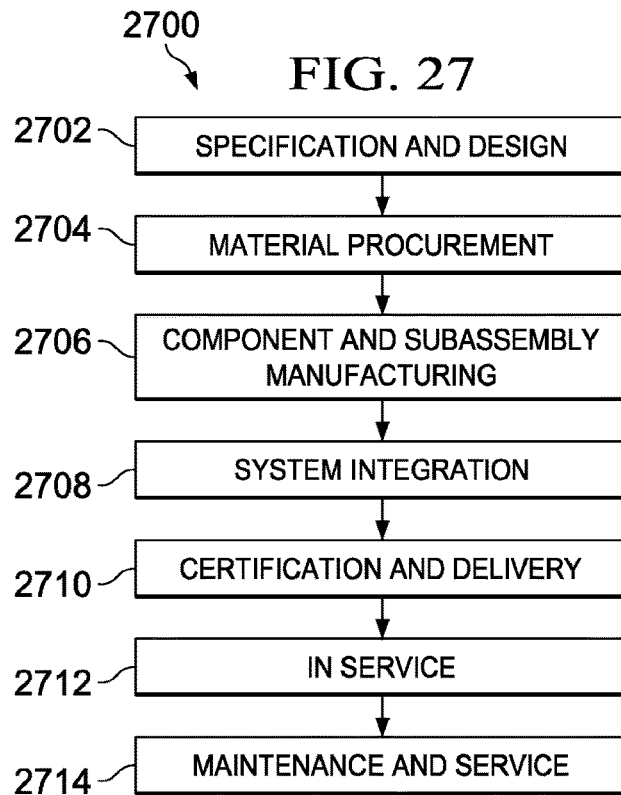 2700
FIG. 27
2702
SPECIFICATION AND DESIGN
2704
MATERIAL PROCUREMENT
2706
COMPONENT AND SUBASSEMBLY
MANUFACTURING
2708
SYSTEM INTEGRATION
2710
CERTIFICATION AND DELIVERY
2712
IN SERVICE
2714
MAINTENANCE AND SERVICE